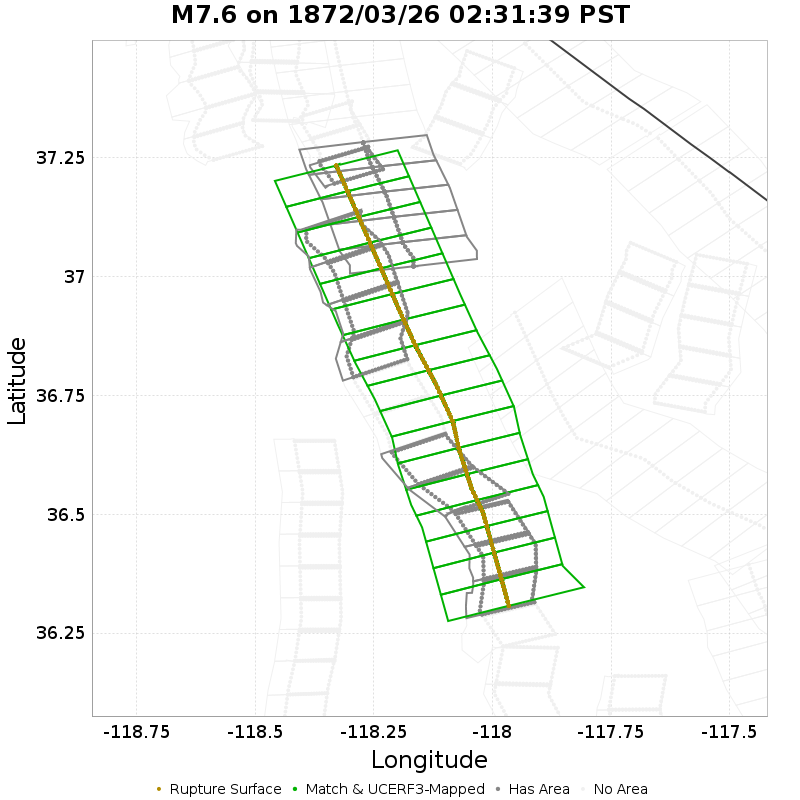 M7.6 on 1872/03/26 02:31:39 PST
37.25
37
36.75
36.5
36.25
Latitude
-118.75
-118.5
-118.25
-118
-117.75
-117.5
Longitude
Rupture Surface
Match & UCERF3-Mapped
Has Area
No Area